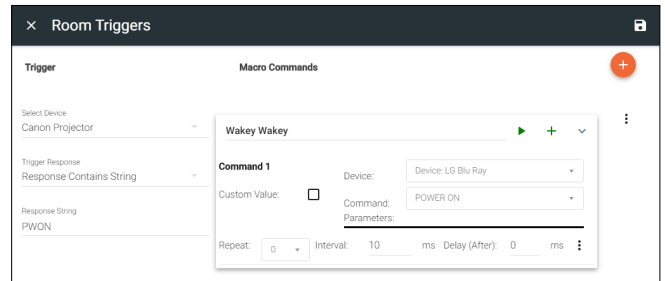 × Room Triggers
Trigger Macro Commands
+
Select Device
Canon Projector
Wakey Wakey
Trigger Response
Response Contains String
Command 1
Device: Device: LG Blu Ray
Custom Value:
Command: POWER ON
Parameters:
Response String
PWON
Repeat: 0 Interval: 10 ms Delay (After): 0 ms